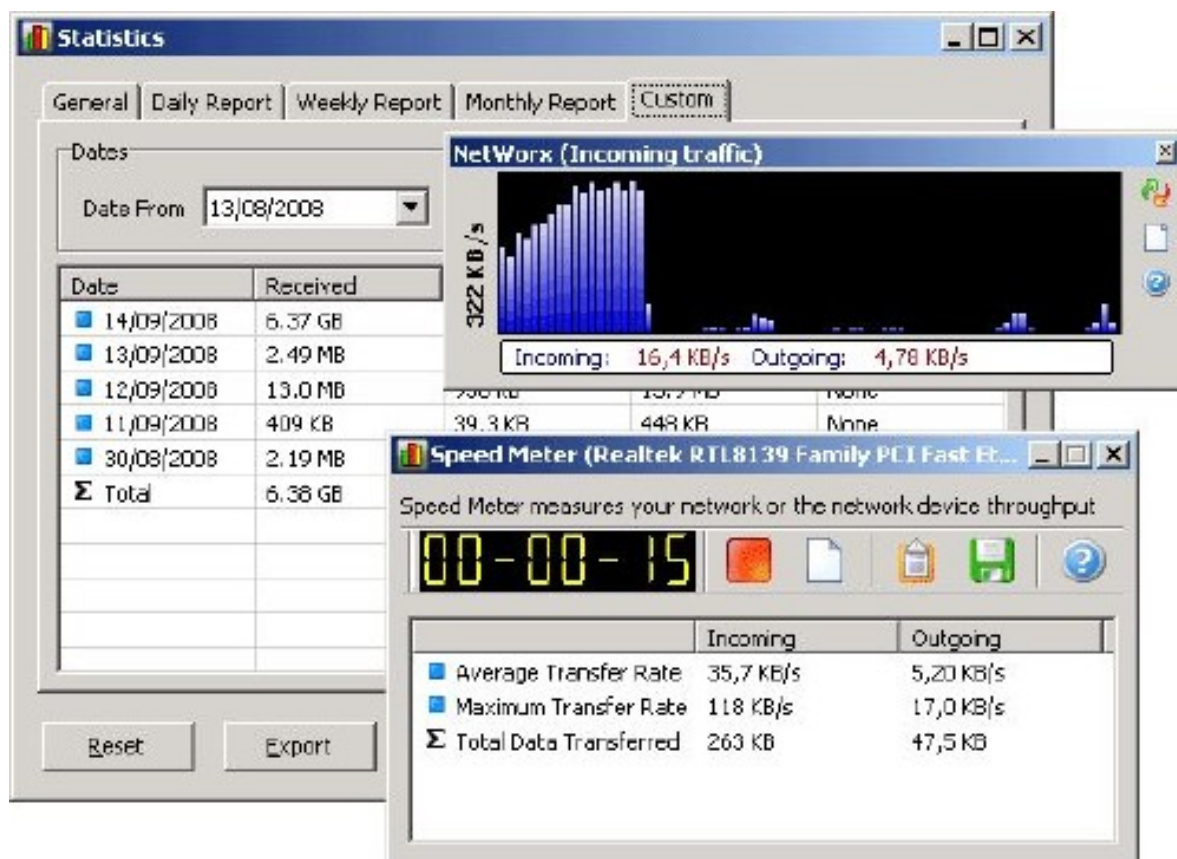 Statistics
General Daily Report Weekly Report Monthly Report Custom
Dates
Date From 13/08/2008
Date Received
14/09/2008 6.37 GB
13/09/2008 2.49 MB
12/09/2008 13.0 MB None
11/09/2008 409 KB 39.3 KB 448 KB None
30/08/2008 2.19 MB
Σ Total 6.38 GB
Reset Export
NetWorx (Incoming traffic)
322 KB/s
Incoming: 16,4 KB/s Outgoing: 4,78 KB/s
Speed Meter (Realtek RTL8139 Family PCI Fast Et...
Speed Meter measures your network or the network device throughput
00-00-15
Incoming Outgoing
Average Transfer Rate 35,7 KB/s 5,20 KB/s
Maximum Transfer Rate 118 KB/s 17,0 KB/s
Σ Total Data Transferred 263 KB 47,5 KB